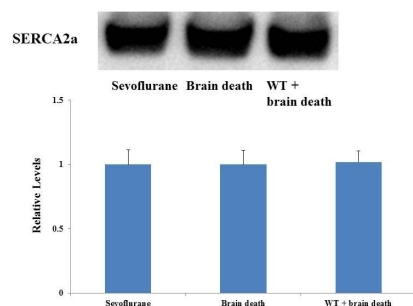 SERCA2a
Sevoflurane Brain death WT +
brain death
1.5
1
0.5
0
Relative Levels
Sevoflurane Brain death WT + brain death